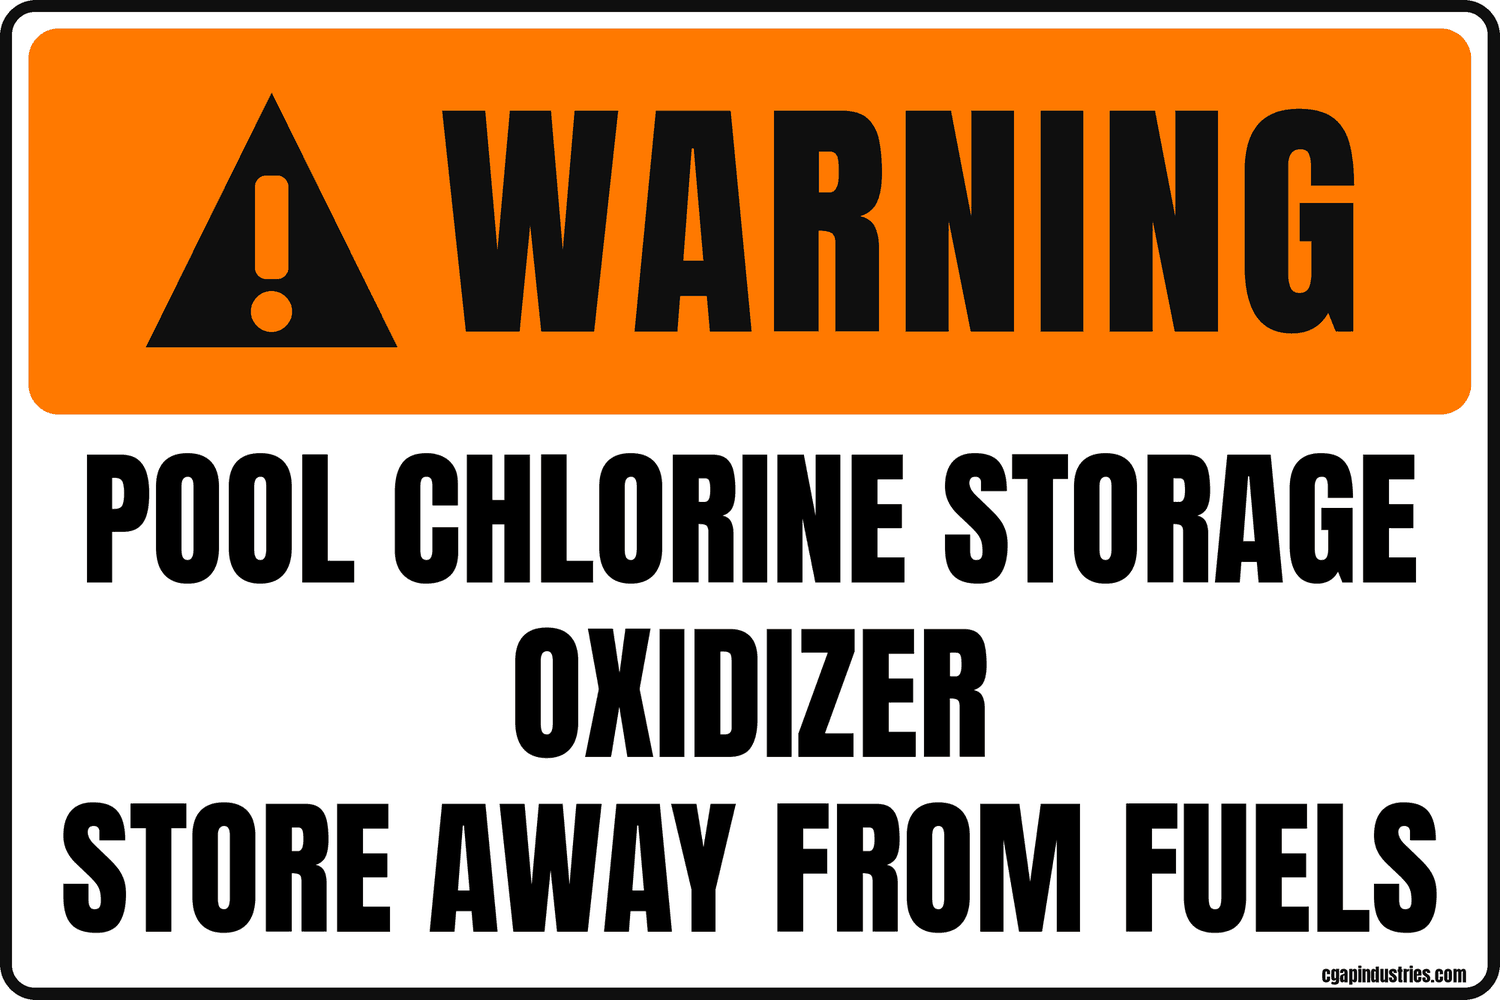 WARNING
POOL CHLORINE STORAGE
OXIDIZER
STORE AWAY FROM FUELS
cgapindustries.com